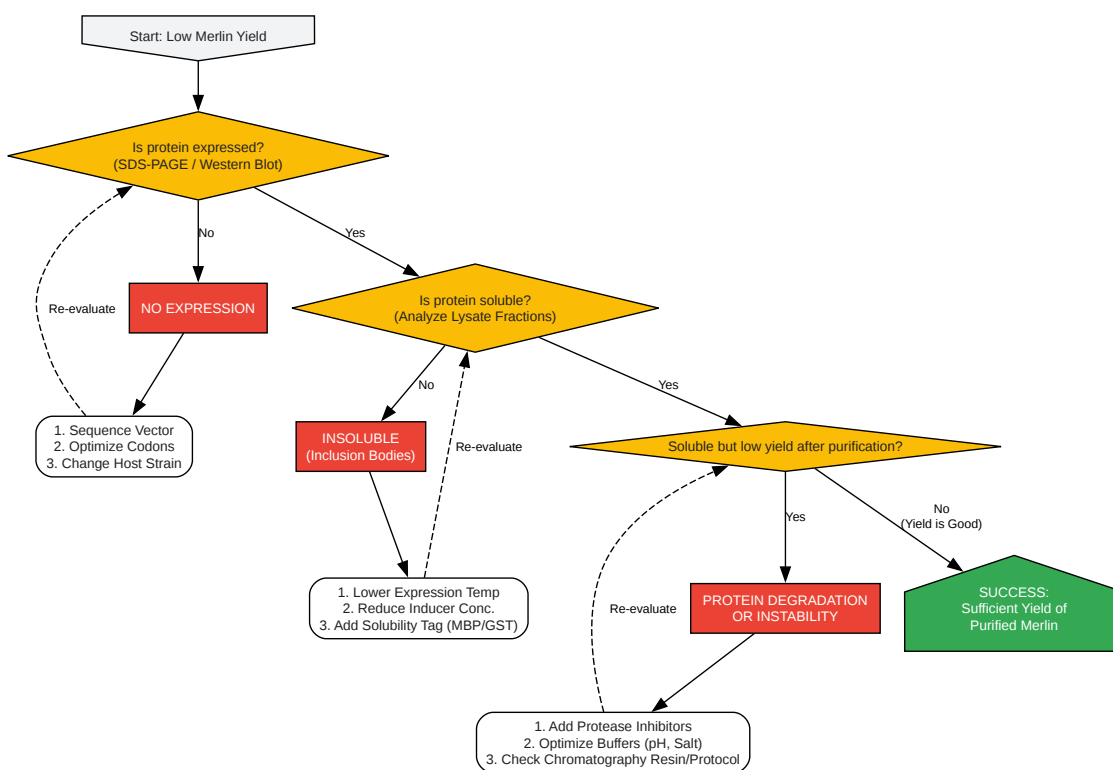 Start: Low Merlin Yield
Is protein expressed?
(SDS-PAGE / Western Blot)
No
Yes
Re-evaluate
NO EXPRESSION
1. Sequence Vector
2. Optimize Codons
3. Change Host Strain
Is protein soluble?
(Analyze Lysate Fractions)
No
Yes
Re-evaluate
INSOLUBLE
(Inclusion Bodies)
1. Lower Expression Temp
2. Reduce Inducer Conc.
3. Add Solubility Tag (MBP/GST)
Soluble but low yield after purification?
Yes
No
(Yield is Good)
Re-evaluate
PROTEIN DEGRADATION
OR INSTABILITY
SUCCESS:
Sufficient Yield of
Purified Merlin
1. Add Protease Inhibitors
2. Optimize Buffers (pH, Salt)
3. Check Chromatography Resin/Protocol